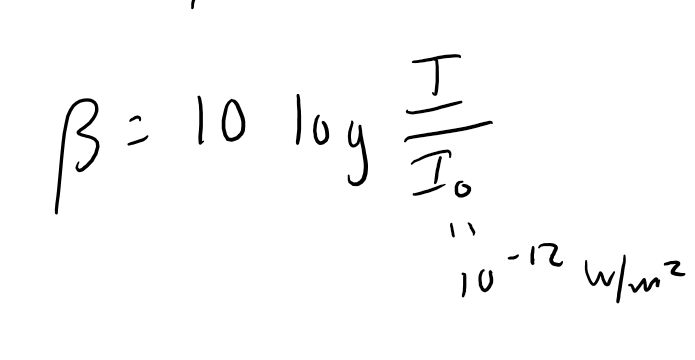 β = 10 log I/I₀
"
10⁻¹² W/m²